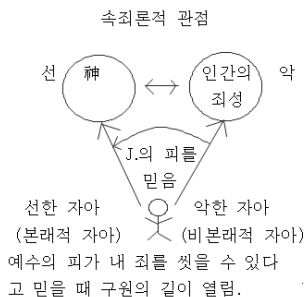 속죄론적 관점
선 神 인간의 악
죄성
J.의 피를
믿음
선한 자아 악한 자아
(본래적 자아) (비본래적 자아)
예수의 피가 내 죄를 씻을 수 있다
고 믿을 때 구원의 길이 열림.